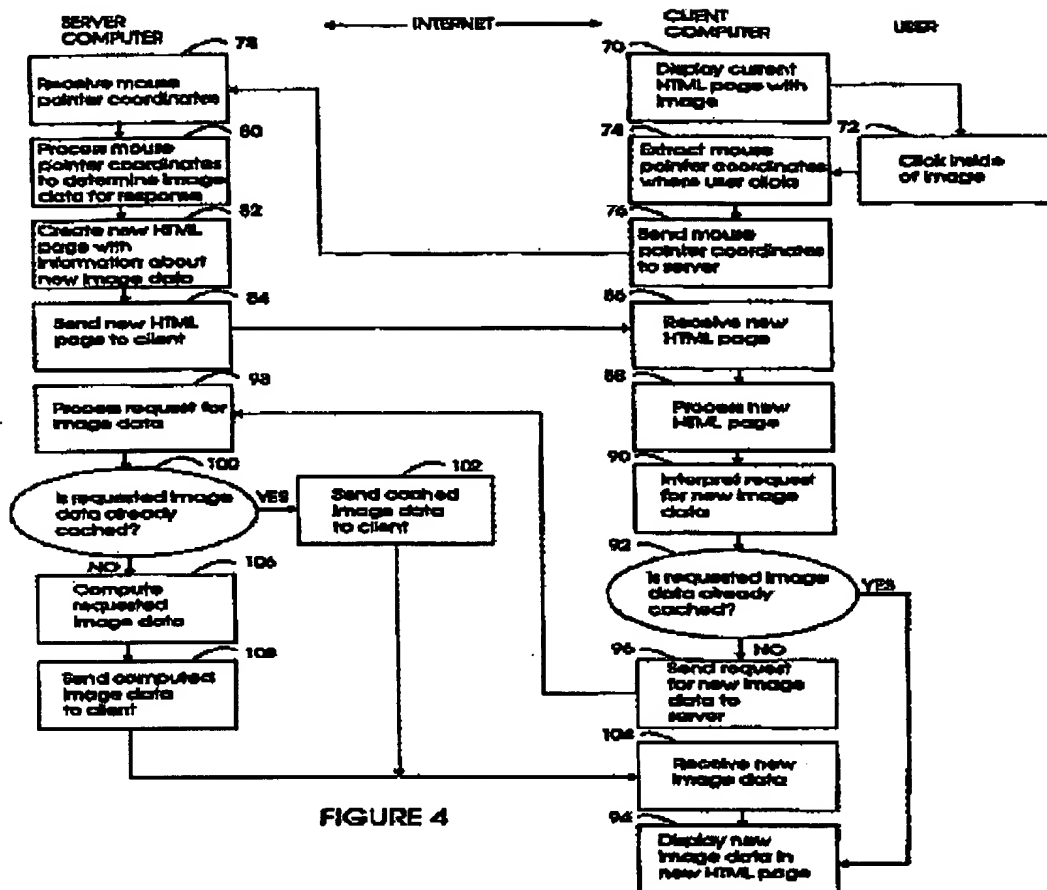 SERVER
COMPUTER
INTERNET
CLIENT
COMPUTER
USER
78
Receive mouse
pointer coordinates
80
Process mouse
pointer coordinates
to determine image
data for response
82
Create new HTML
page with
information about
new image data
84
Send new HTML
page to client
98
Process request for
image data
100
Is requested image
data already
cached?
YES
102
Send cached
image data
to client
NO
106
Compute
requested
image data
108
Send computed
image data
to client
70
Display current
HTML page with
image
72
Click inside
of image
74
Extract mouse
pointer coordinates
where user clicks
76
Send mouse
pointer coordinates
to server
86
Receive new
HTML page
88
Process new
HTML page
90
Interpret request
for new image
data
92
Is requested image
data already
cached?
YES
NO
96
Send request
for new image
data to
server
104
Receive new
image data
94
Display new
image data in
new HTML page
FIGURE 4